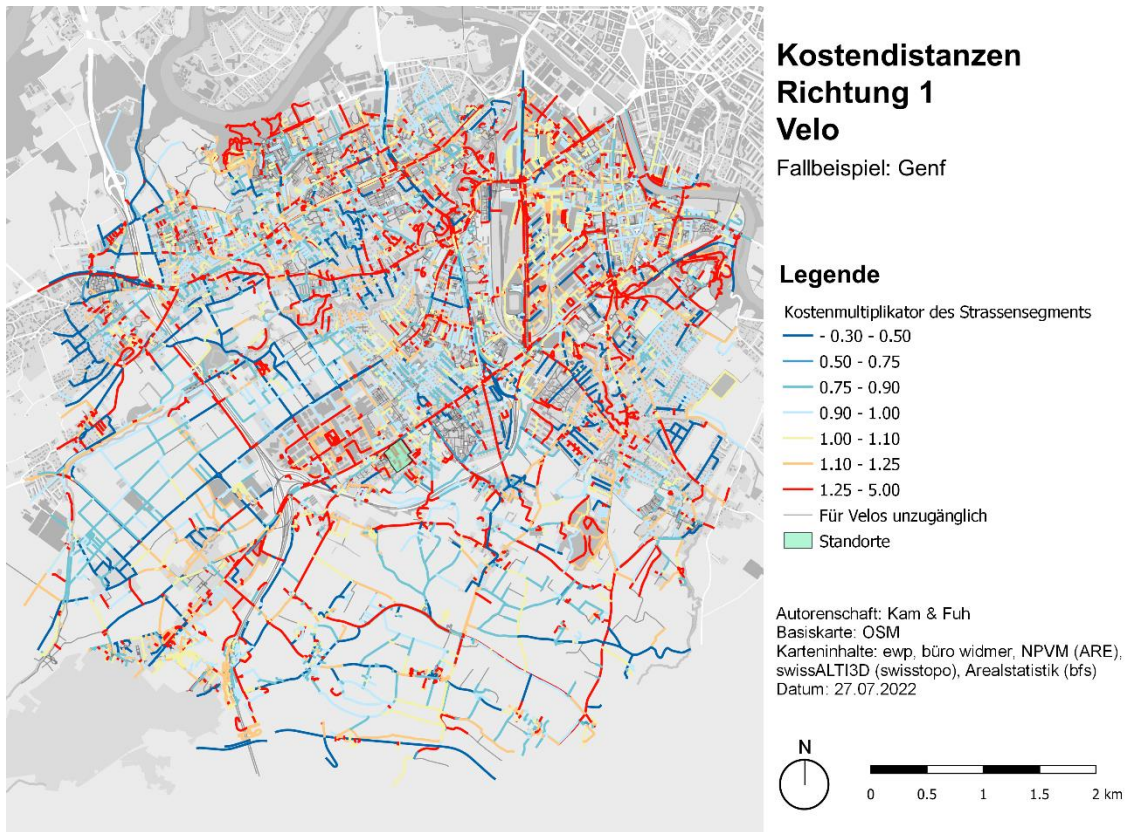 Kostendistanzen
Richtung 1
Velo
Fallbeispiel: Genf
Legende
Kostenmultiplikator des Strassensegments
- 0.30 - 0.50
0.50 - 0.75
0.75 - 0.90
0.90 - 1.00
1.00 - 1.10
1.10 - 1.25
1.25 - 5.00
Für Velos unzugänglich
Standorte
Autorenschaft: Kam & Fuh
Basiskarte: OSM
Karteninhalte: ewp, büro widmer, NPVM (ARE),
swissALTI3D (swisstopo), Arealstatistik (bfs)
Datum: 27.07.2022
N
0 0.5 1 1.5 2 km